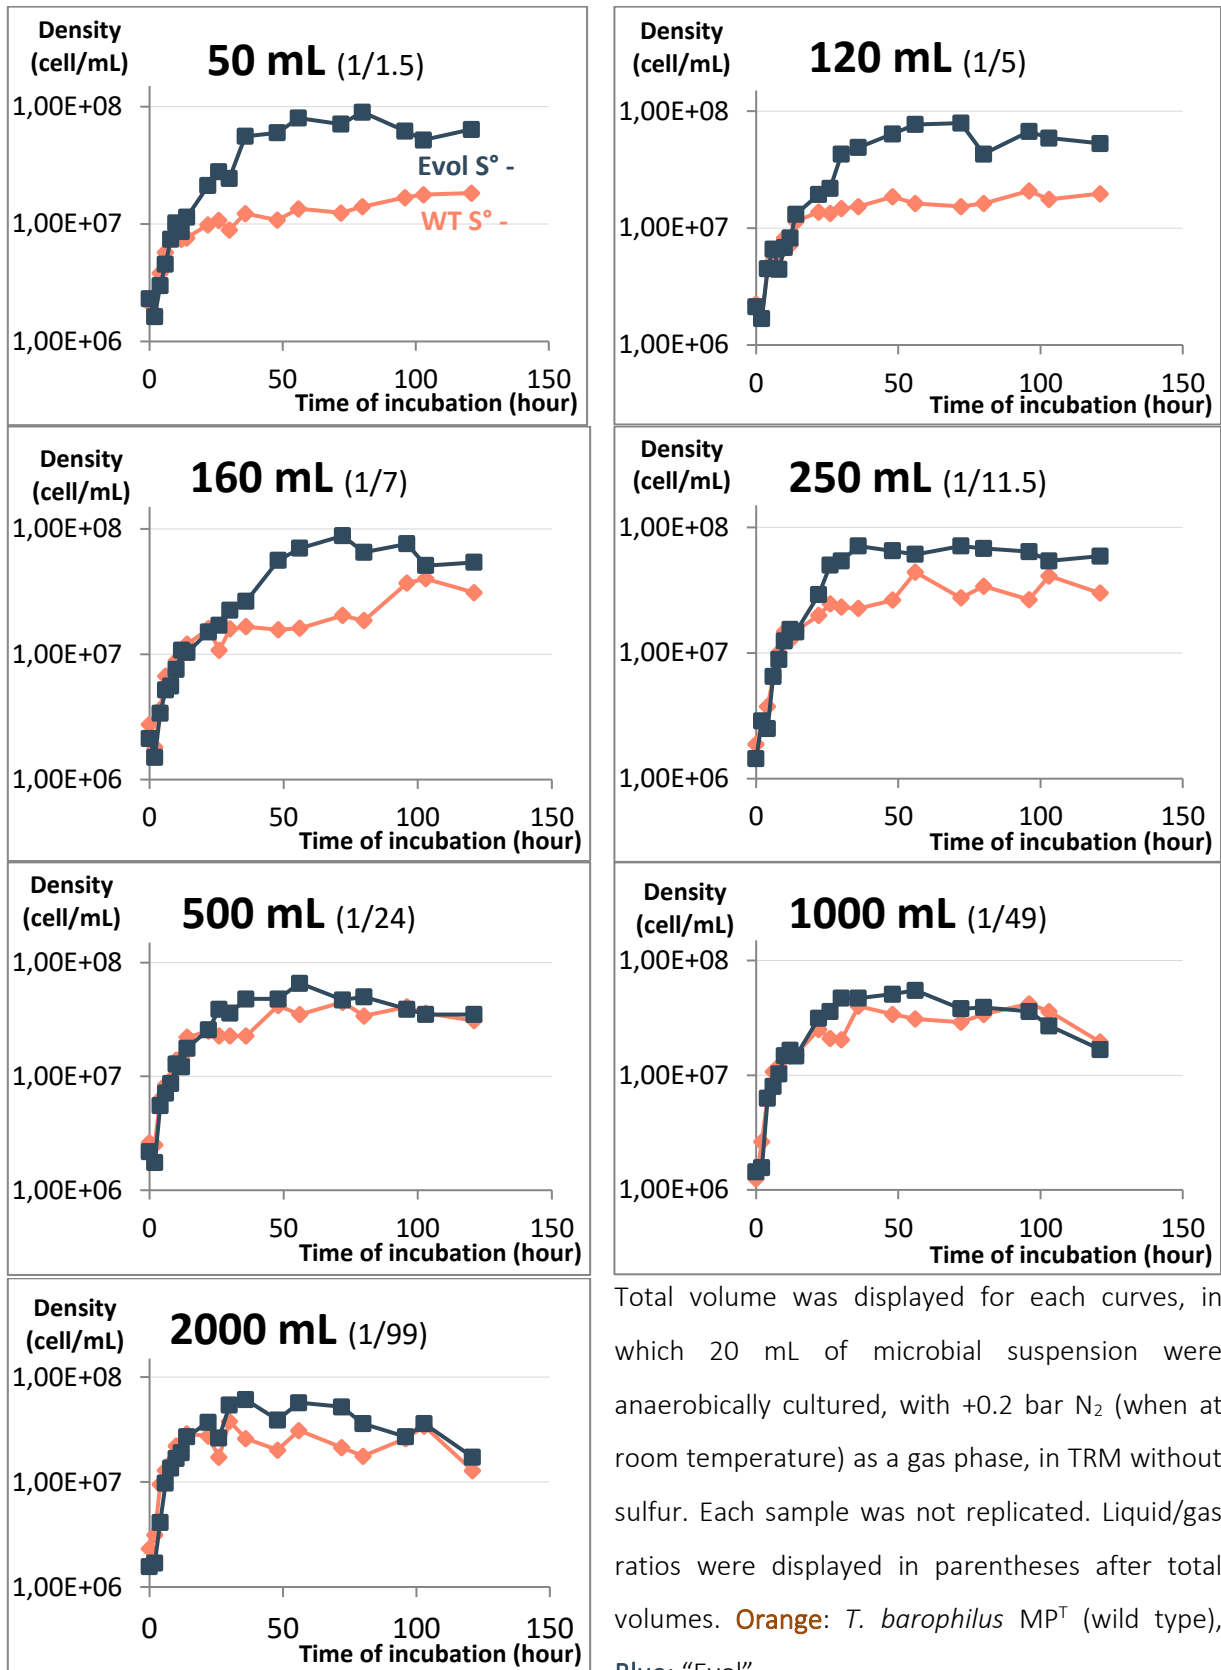 Density
(cell/mL)
50 mL (1/1.5)
1,00E+08
1,00E+07
1,00E+06
Evol S° -
WT S° -
0 50 100 150
Time of incubation (hour)
Density
(cell/mL)
120 mL (1/5)
1,00E+08
1,00E+07
1,00E+06
0 50 100 150
Time of incubation (hour)
Density
(cell/mL)
160 mL (1/7)
1,00E+08
1,00E+07
1,00E+06
0 50 100 150
Time of incubation (hour)
Density
(cell/mL)
250 mL (1/11.5)
1,00E+08
1,00E+07
1,00E+06
0 50 100 150
Time of incubation (hour)
Density
(cell/mL)
500 mL (1/24)
1,00E+08
1,00E+07
1,00E+06
0 50 100 150
Time of incubation (hour)
Density
(cell/mL)
1000 mL (1/49)
1,00E+08
1,00E+07
1,00E+06
0 50 100 150
Time of incubation (hour)
Density
(cell/mL)
2000 mL (1/99)
1,00E+08
1,00E+07
1,00E+06
0 50 100 150
Time of incubation (hour)
Total volume was displayed for each curves, in
which 20 mL of microbial suspension were
anaerobically cultured, with +0.2 bar N₂ (when at
room temperature) as a gas phase, in TRM without
sulfur. Each sample was not replicated. Liquid/gas
ratios were displayed in parentheses after total
volumes. Orange: T. barophilus MPᵀ (wild type),
Blue: "Evol"